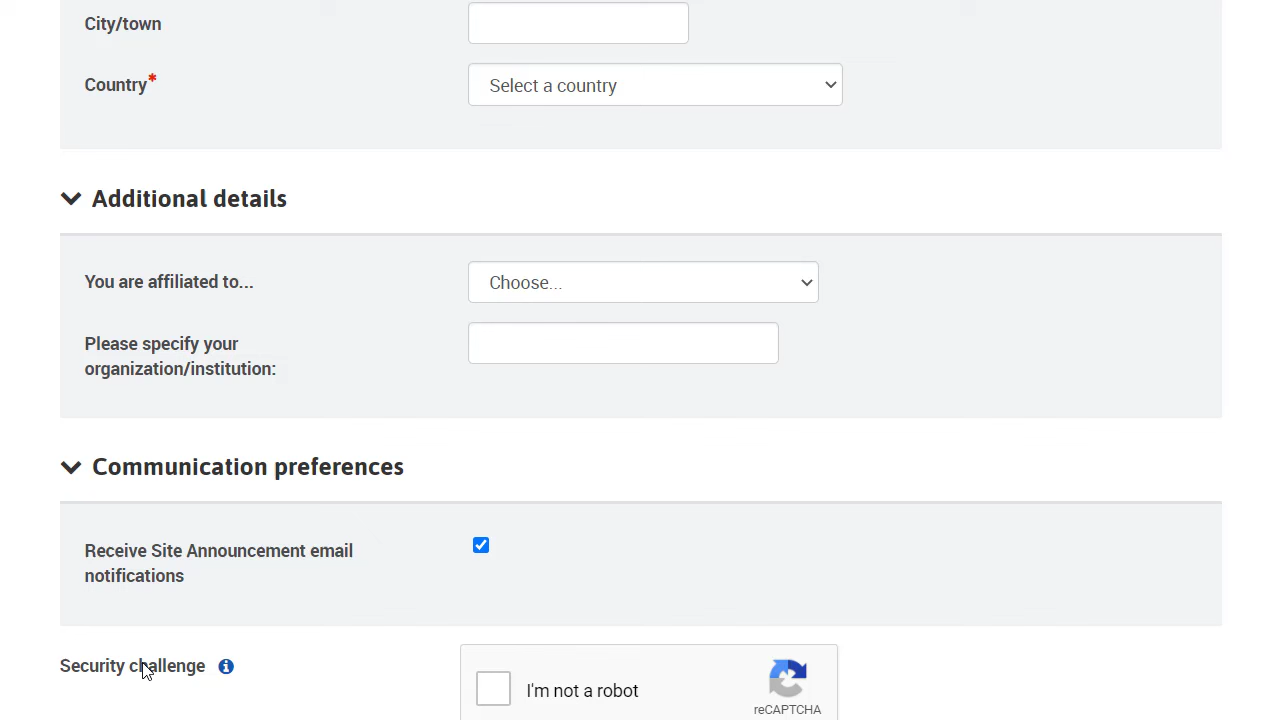 City/town
Country*
Select a country
Additional details
You are affiliated to...
Choose...
Please specify your
organization/institution:
Communication preferences
Receive Site Announcement email
notifications
Security challenge
I'm not a robot
reCAPTCHA